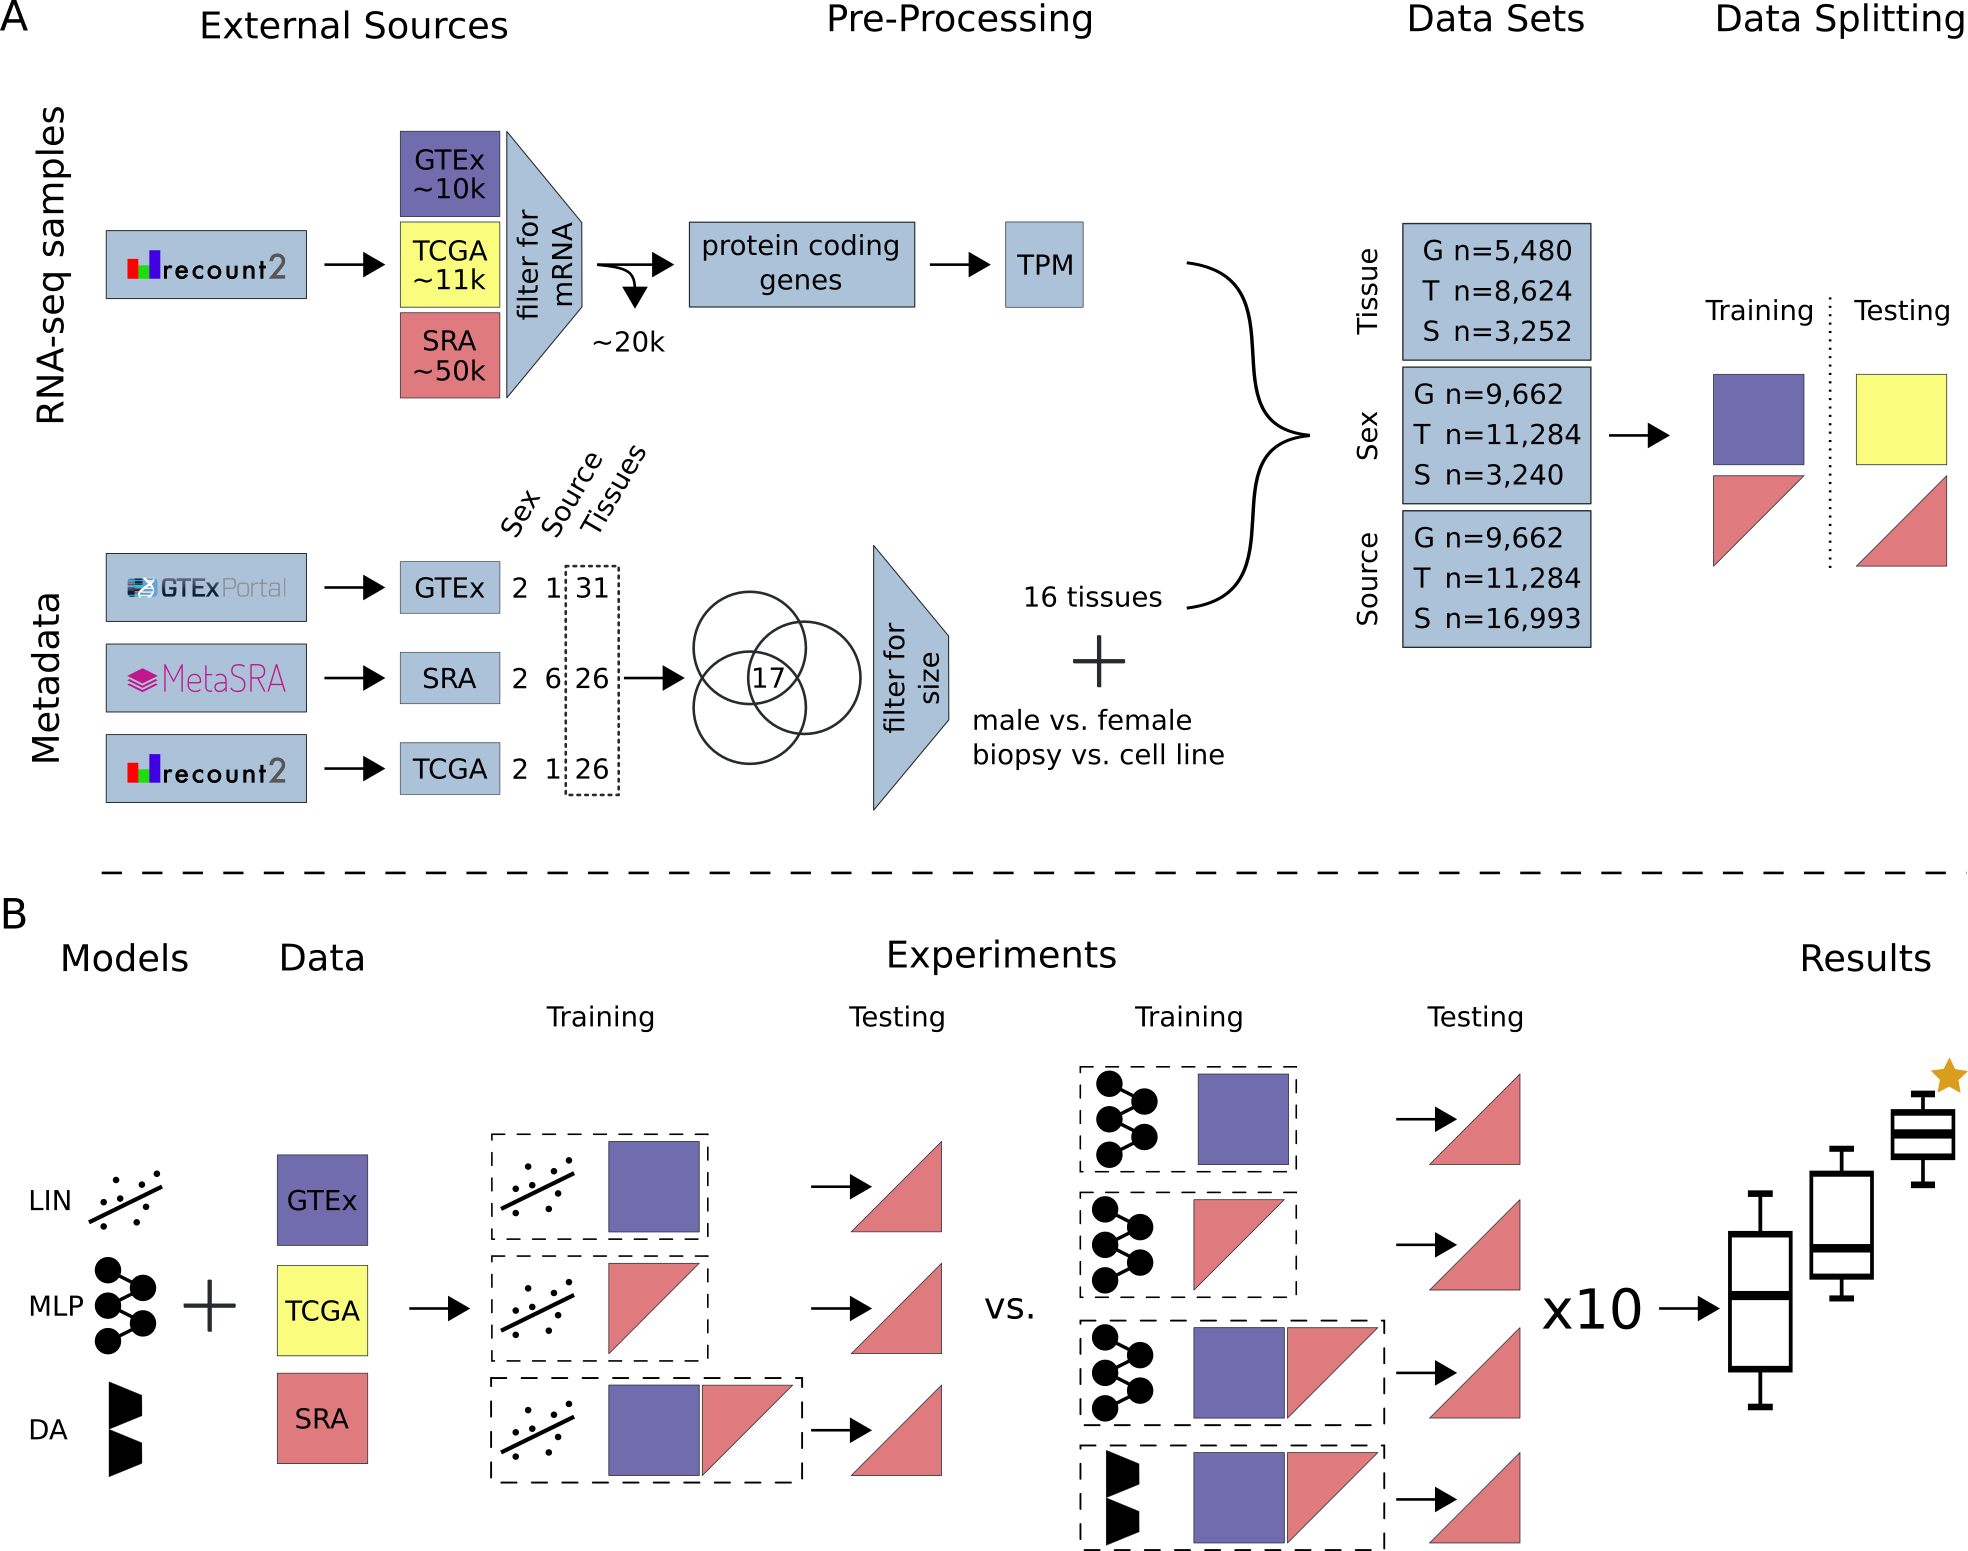 A
External Sources
Pre-Processing
Data Sets
Data Splitting
RNA-seq samples
recount2
GTEx
~10k
TCGA
~11k
SRA
~50k
filter for
mRNA
~20k
protein coding
genes
TPM
Tissue
G n=5,480
T n=8,624
S n=3,252
Sex
G n=9,662
T n=11,284
S n=3,240
Source
G n=9,662
T n=11,284
S n=16,993
Training
Testing
Metadata
Sex
Source
Tissues
GTExPortal
GTEx 2 1 31
MetaSRA
SRA 2 6 26
recount2
TCGA 2 1 26
17
filter for
size
16 tissues
male vs. female
biopsy vs. cell line
B
Models
Data
Experiments
Results
Training
Testing
Training
Testing
LIN
MLP
DA
GTEx
TCGA
SRA
vs.
x10